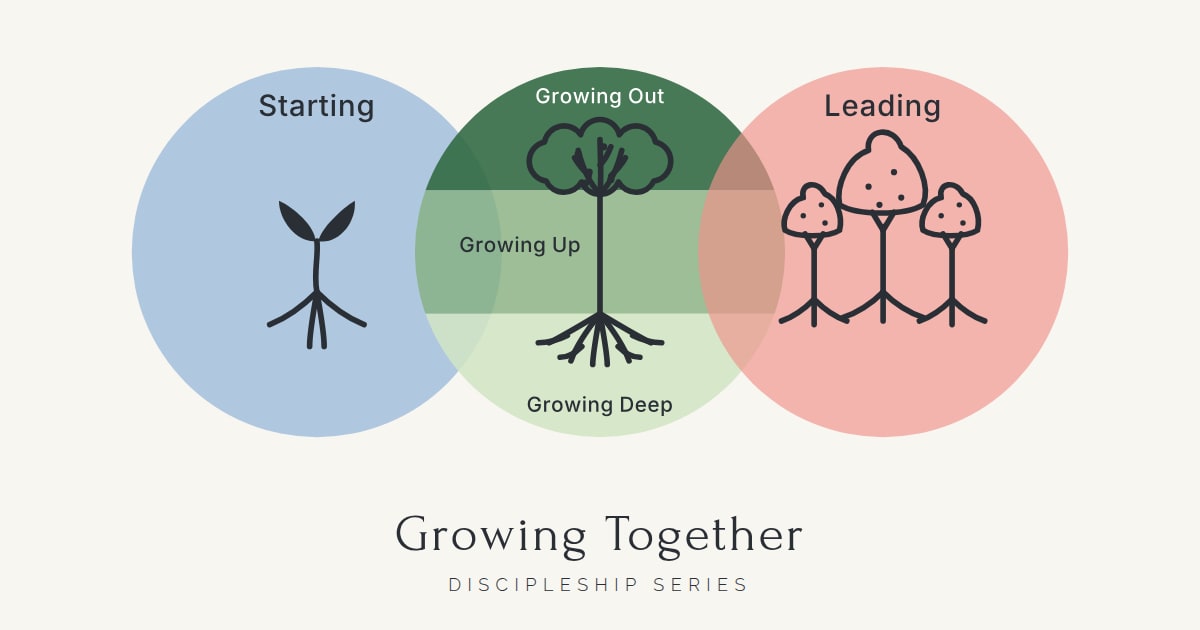 Starting
Growing Out
Leading
Growing Up
Growing Deep
Growing Together
DISCIPLESHIP SERIES